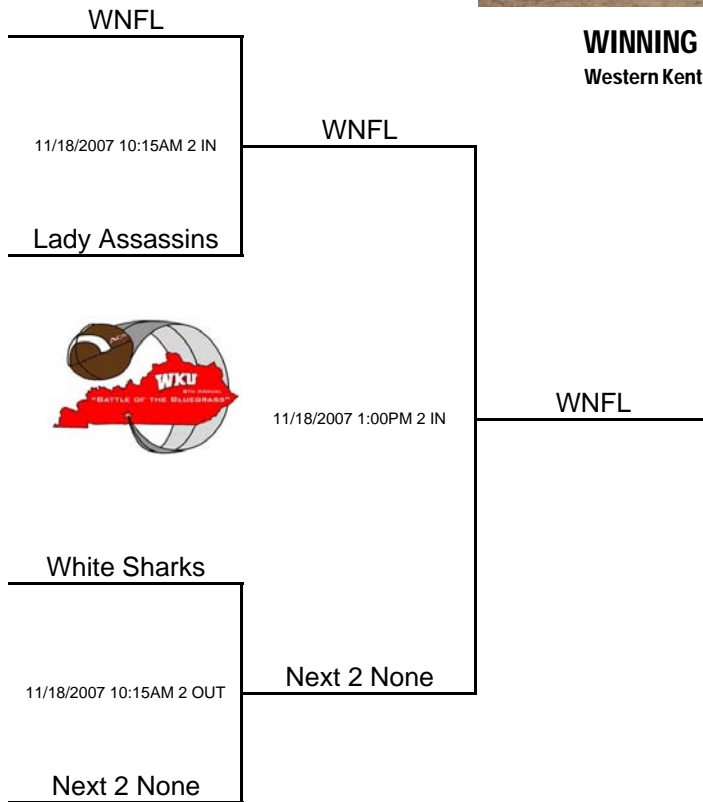 WNFL
WINNING
Western Kent
11/18/2007 10:15AM 2 IN
WNFL
Lady Assassins
WKU
8TH ANNUAL
"BATTLE OF THE BLUEGRASS"
11/18/2007 1:00PM 2 IN
WNFL
White Sharks
11/18/2007 10:15AM 2 OUT
Next 2 None
Next 2 None